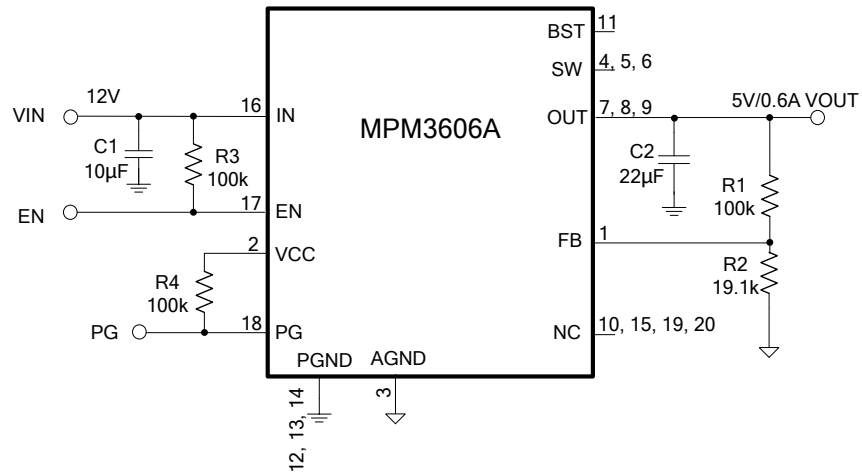 BST
11
SW
4, 5, 6
VIN
12V
16
IN
MPM3606A
OUT
7, 8, 9
5V/0.6A VOUT
C1
10µF
R3
100k
C2
22µF
R1
100k
EN
17
EN
2
VCC
FB
1
R4
100k
R2
19.1k
PG
18
PG
NC
10, 15, 19, 20
PGND
AGND
12, 13, 14
3